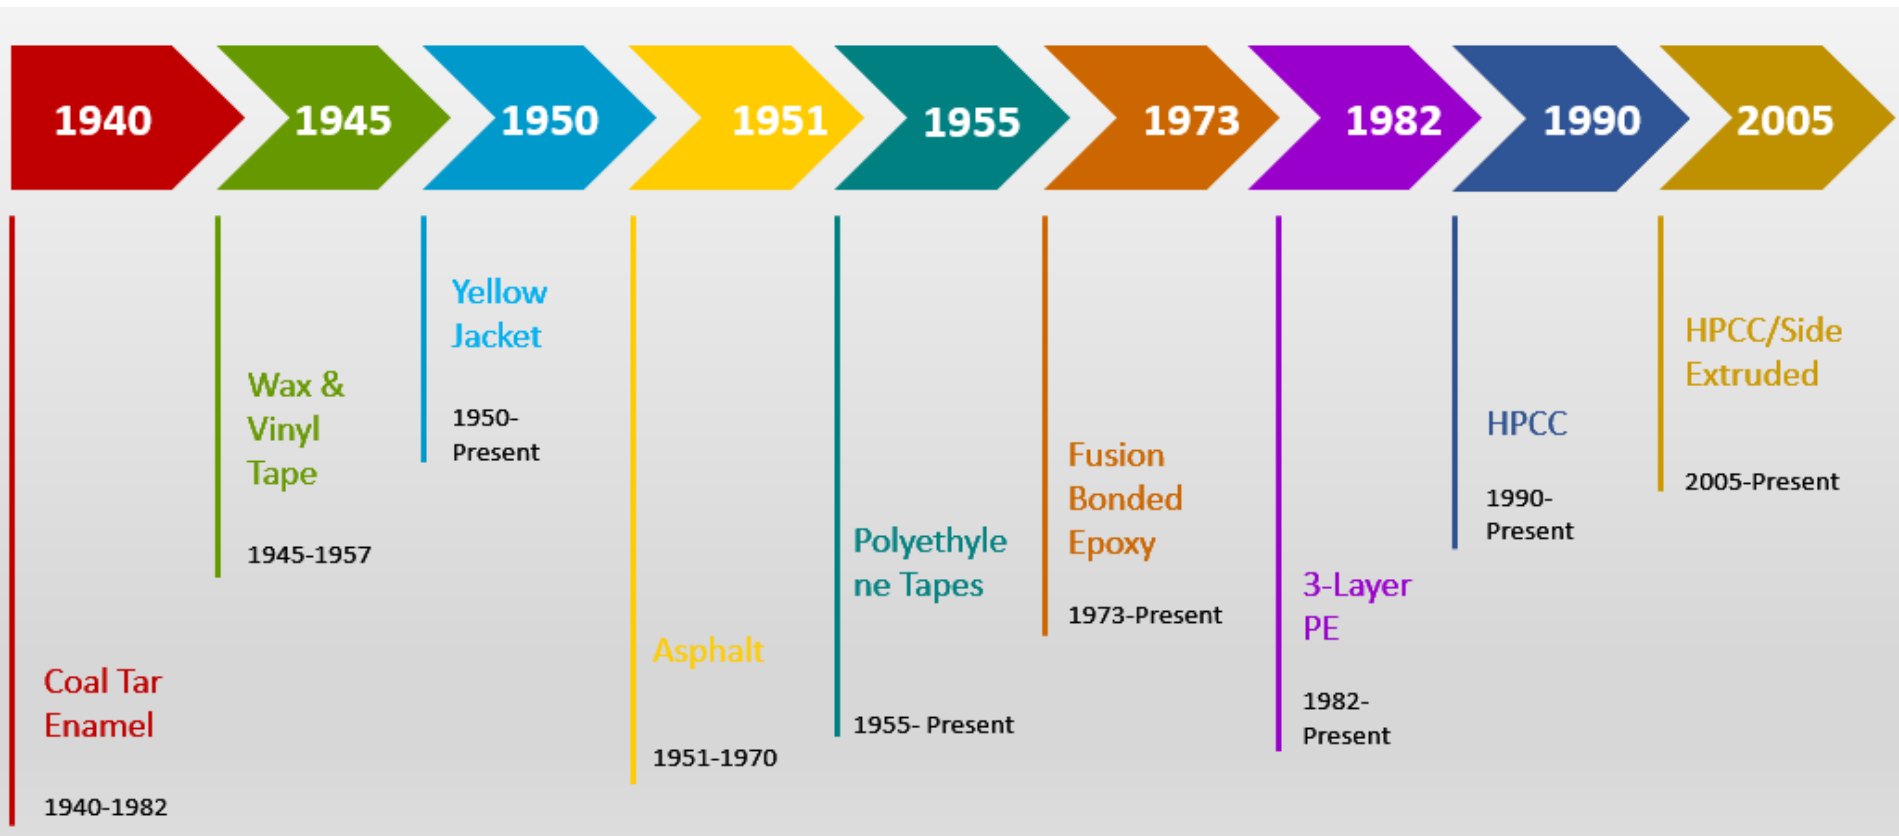 1940
1945
1950
1951
1955
1973
1982
1990
2005
Coal Tar
Enamel
1940-1982
Wax &
Vinyl
Tape
1945-1957
Yellow
Jacket
1950-
Present
Asphalt
1951-1970
Polyethyle
ne Tapes
1955- Present
Fusion
Bonded
Epoxy
1973-Present
3-Layer
PE
1982-
Present
HPCC
1990-
Present
HPCC/Side
Extruded
2005-Present